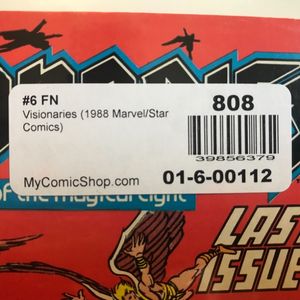 #6 FN
Visionaries (1988 Marvel/Star
Comics)
808
39856379
MyComicShop.com
01-6-00112
of the magical light
LAST
ISSUE